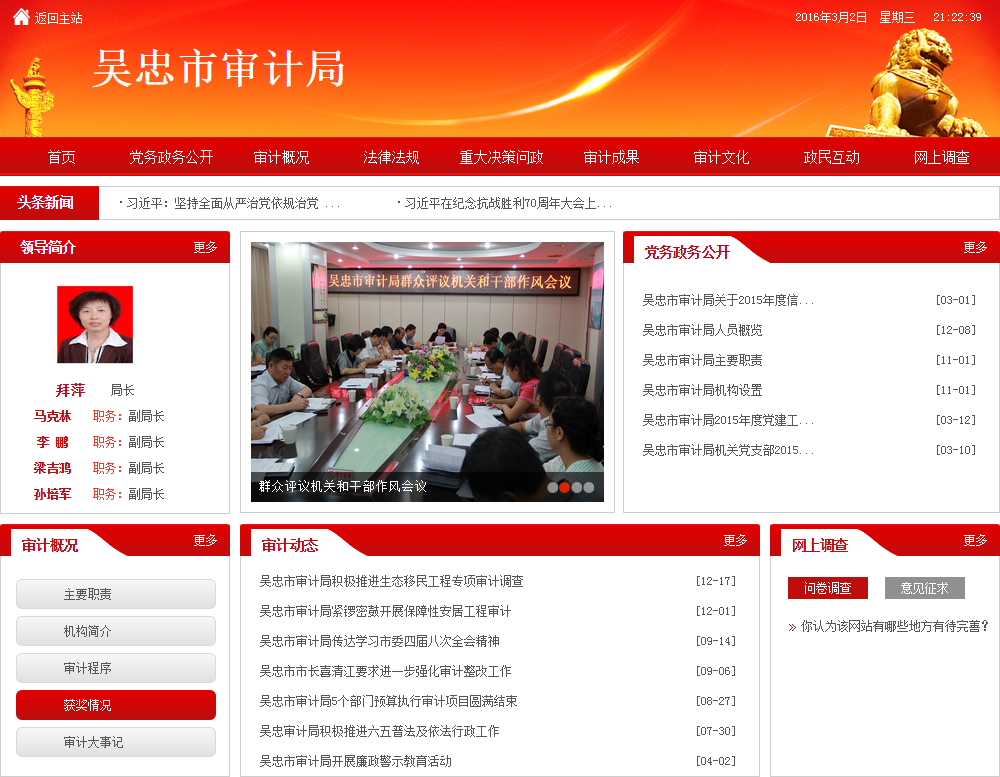 返回主站
2016年3月2日 星期三 21:22:39
吴忠市审计局
首页 党务政务公开 审计概况 法律法规 重大决策问政 审计成果 审计文化 政民互动 网上调查
头条新闻 ·习近平：坚持全面从严治党依规治党 ... ·习近平在纪念抗战胜利70周年大会上...
领导简介 更多
拜萍 局长
马克林 职务：副局长
李 鹏 职务：副局长
梁吉鸿 职务：副局长
孙培军 职务：副局长
吴忠市审计局群众评议机关和干部作风会议
群众评议机关和干部作风会议
党务政务公开 更多
吴忠市审计局关于2015年度信... [03-01]
吴忠市审计局人员概览 [12-08]
吴忠市审计局主要职责 [11-01]
吴忠市审计局机构设置 [11-01]
吴忠市审计局2015年度党建工... [03-12]
吴忠市审计局机关党支部2015... [03-10]
审计概况 更多
主要职责
机构简介
审计程序
获奖情况
审计大事记
审计动态 更多
吴忠市审计局积极推进生态移民工程专项审计调查 [12-17]
吴忠市审计局紧锣密鼓开展保障性安居工程审计 [12-01]
吴忠市审计局传达学习市委四届八次全会精神 [09-14]
吴忠市市长喜清江要求进一步强化审计整改工作 [09-06]
吴忠市审计局5个部门预算执行审计项目圆满结束 [08-27]
吴忠审计局积极推进六五普法及依法行政工作 [07-30]
吴忠市审计局开展廉政警示教育活动 [04-02]
网上调查 更多
问卷调查 意见征求
» 你认为该网站有哪些地方有待完善？